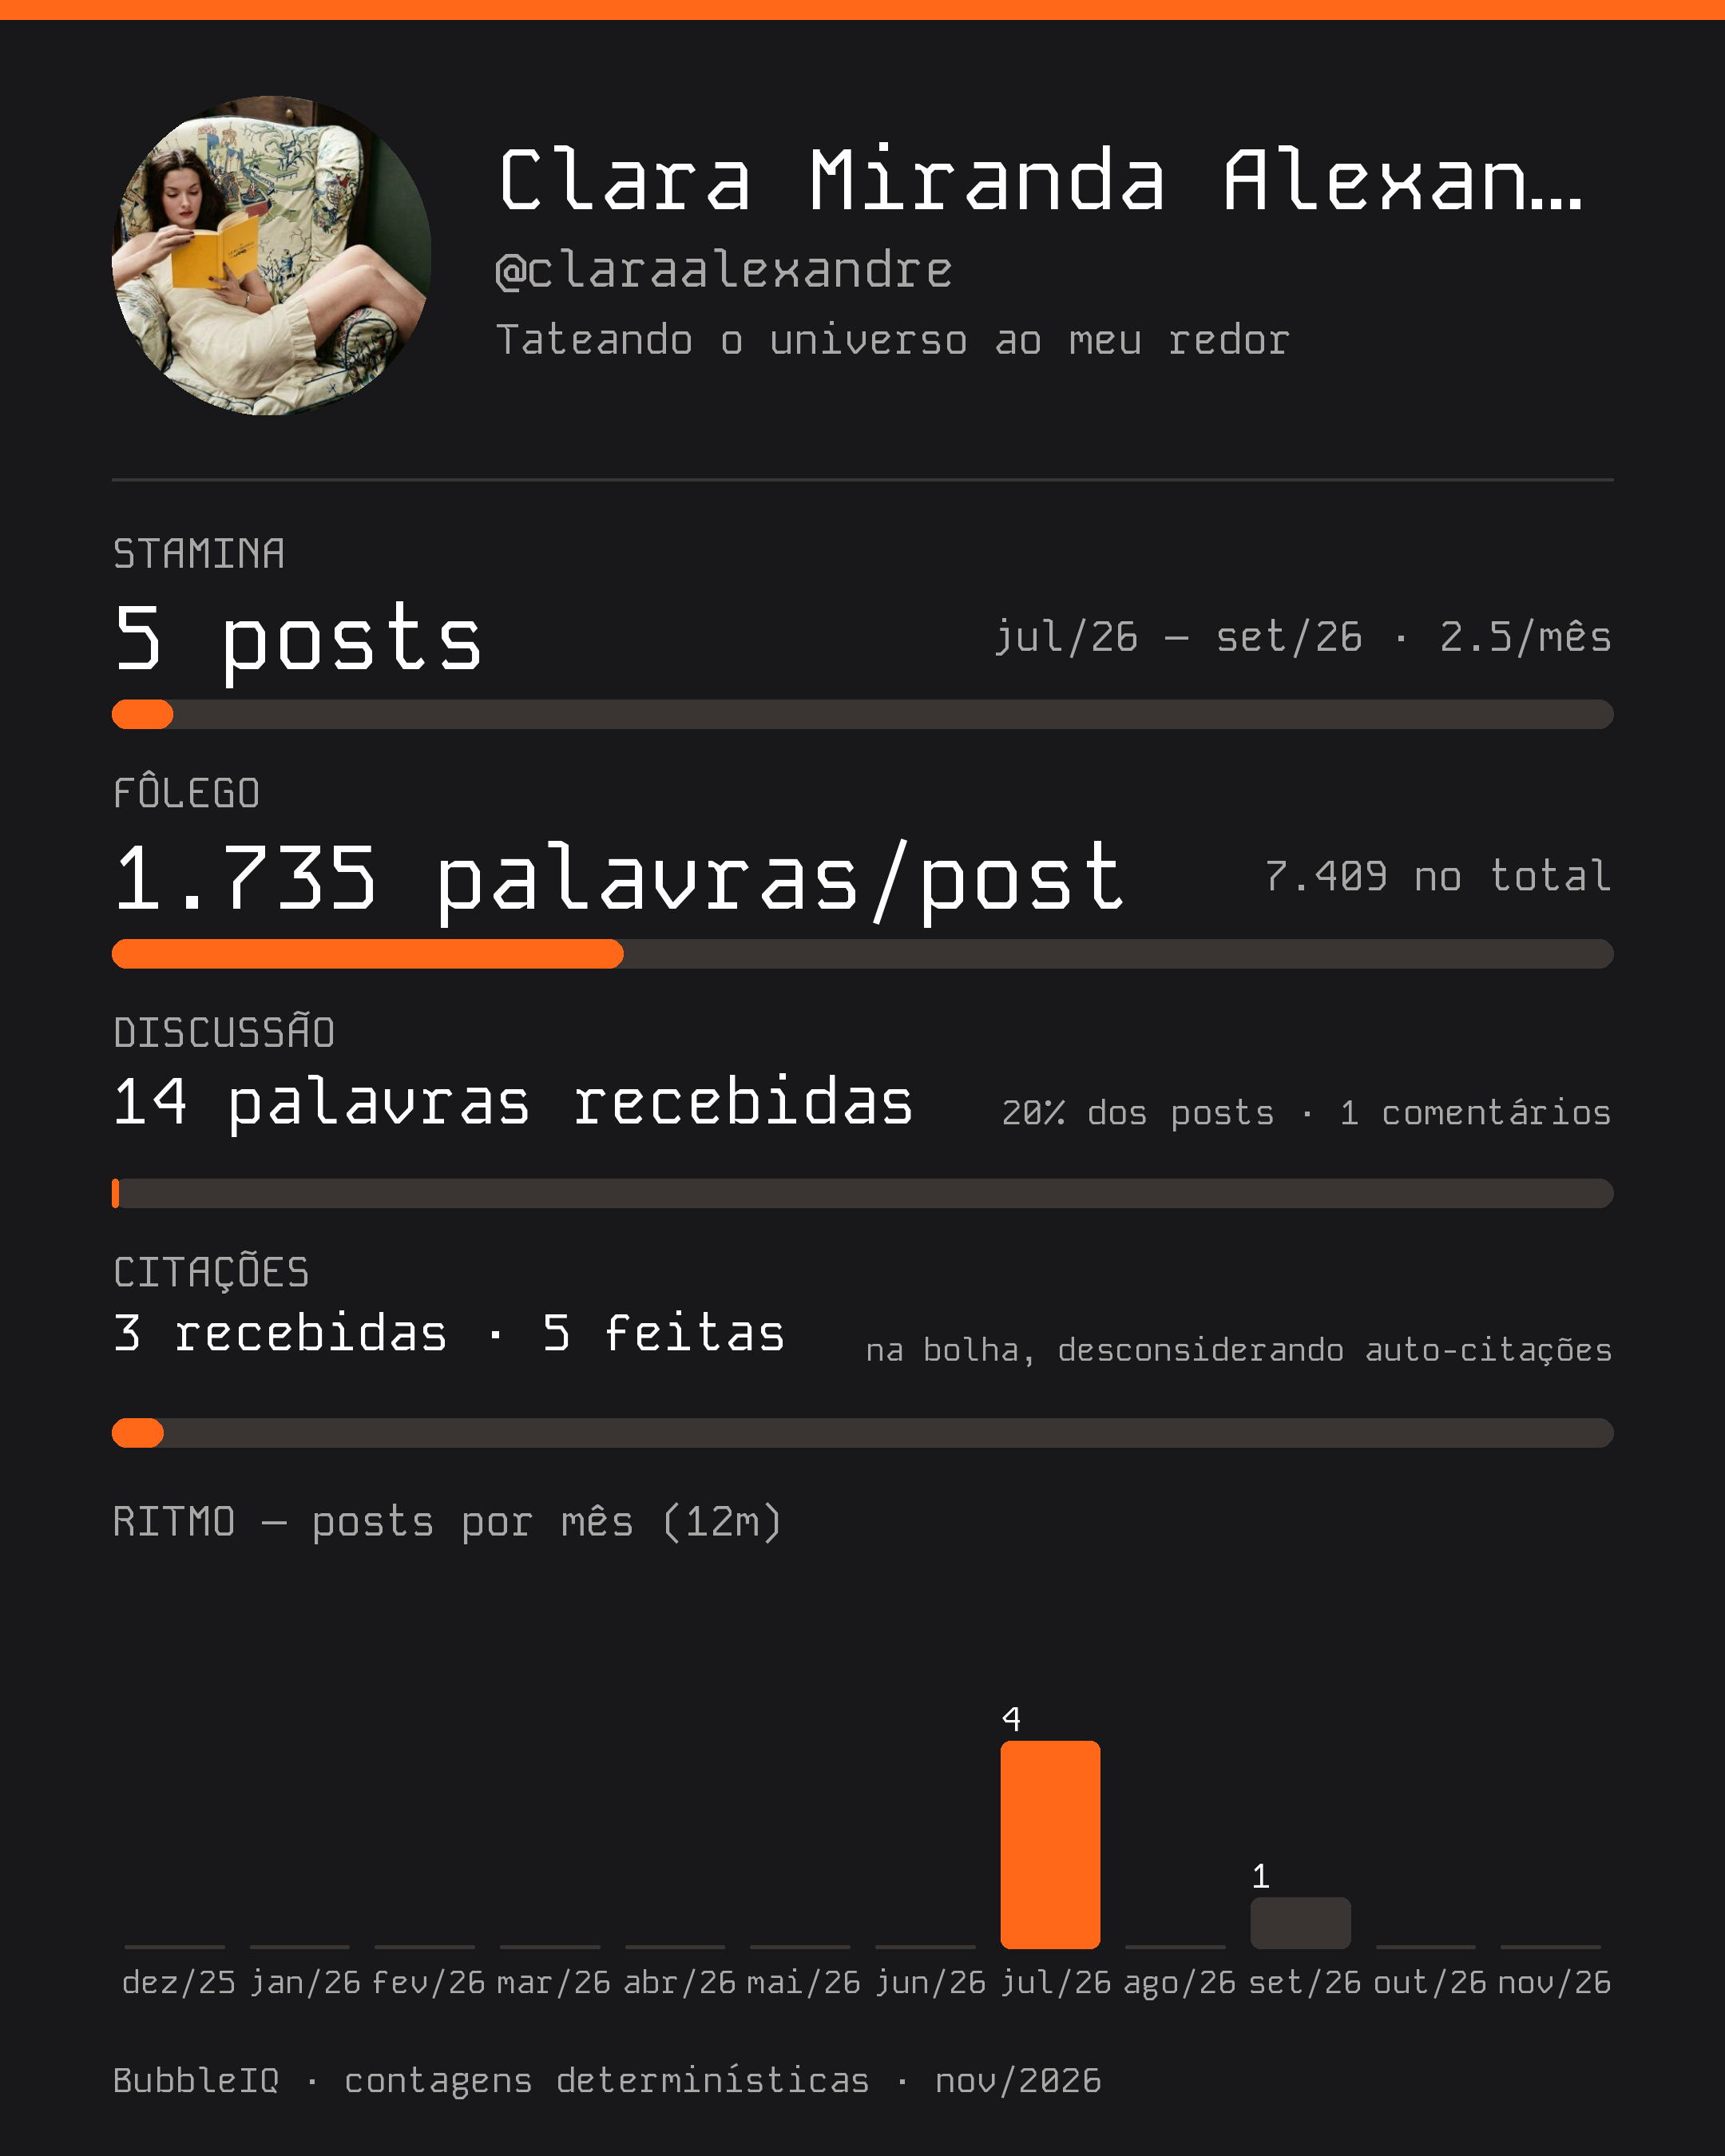 Clara Miranda Alexan…
@claraalexandre
Tateando o universo ao meu redor
STAMINA
5 posts jul/26 — set/26 · 2.5/mês
FÔLEGO
1.735 palavras/post 7.409 no total
DISCUSSÃO
14 palavras recebidas 20% dos posts · 1 comentários
CITAÇÕES
3 recebidas · 5 feitas na bolha, desconsiderando auto-citações
RITMO — posts por mês (12m)
4
1
dez/25 jan/26 fev/26 mar/26 abr/26 mai/26 jun/26 jul/26 ago/26 set/26 out/26 nov/26
BubbleIQ · contagens determinísticas · nov/2026